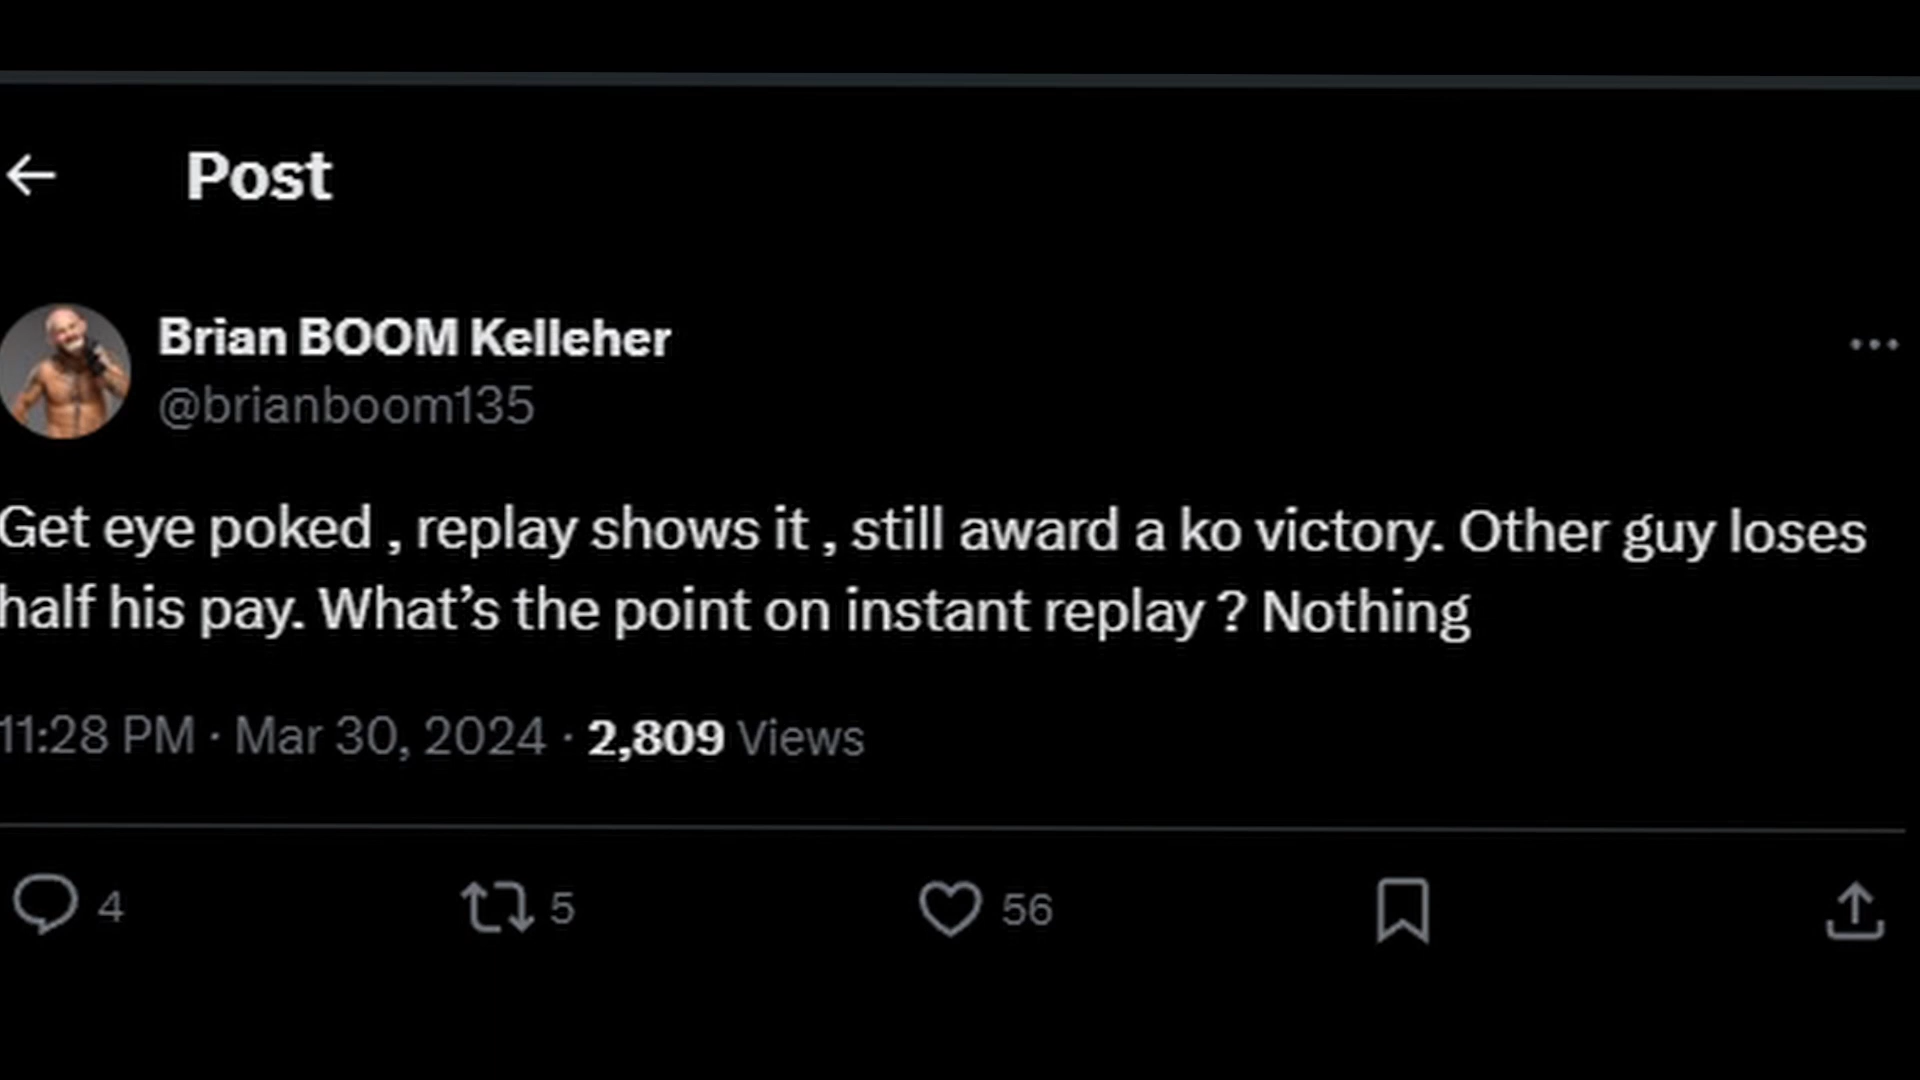 Post
Brian BOOM Kelleher
@brianboom135
Get eye poked , replay shows it , still award a ko victory. Other guy loses
half his pay. What’s the point on instant replay ? Nothing
11:28 PM · Mar 30, 2024 · 2,809 Views
4 5 56